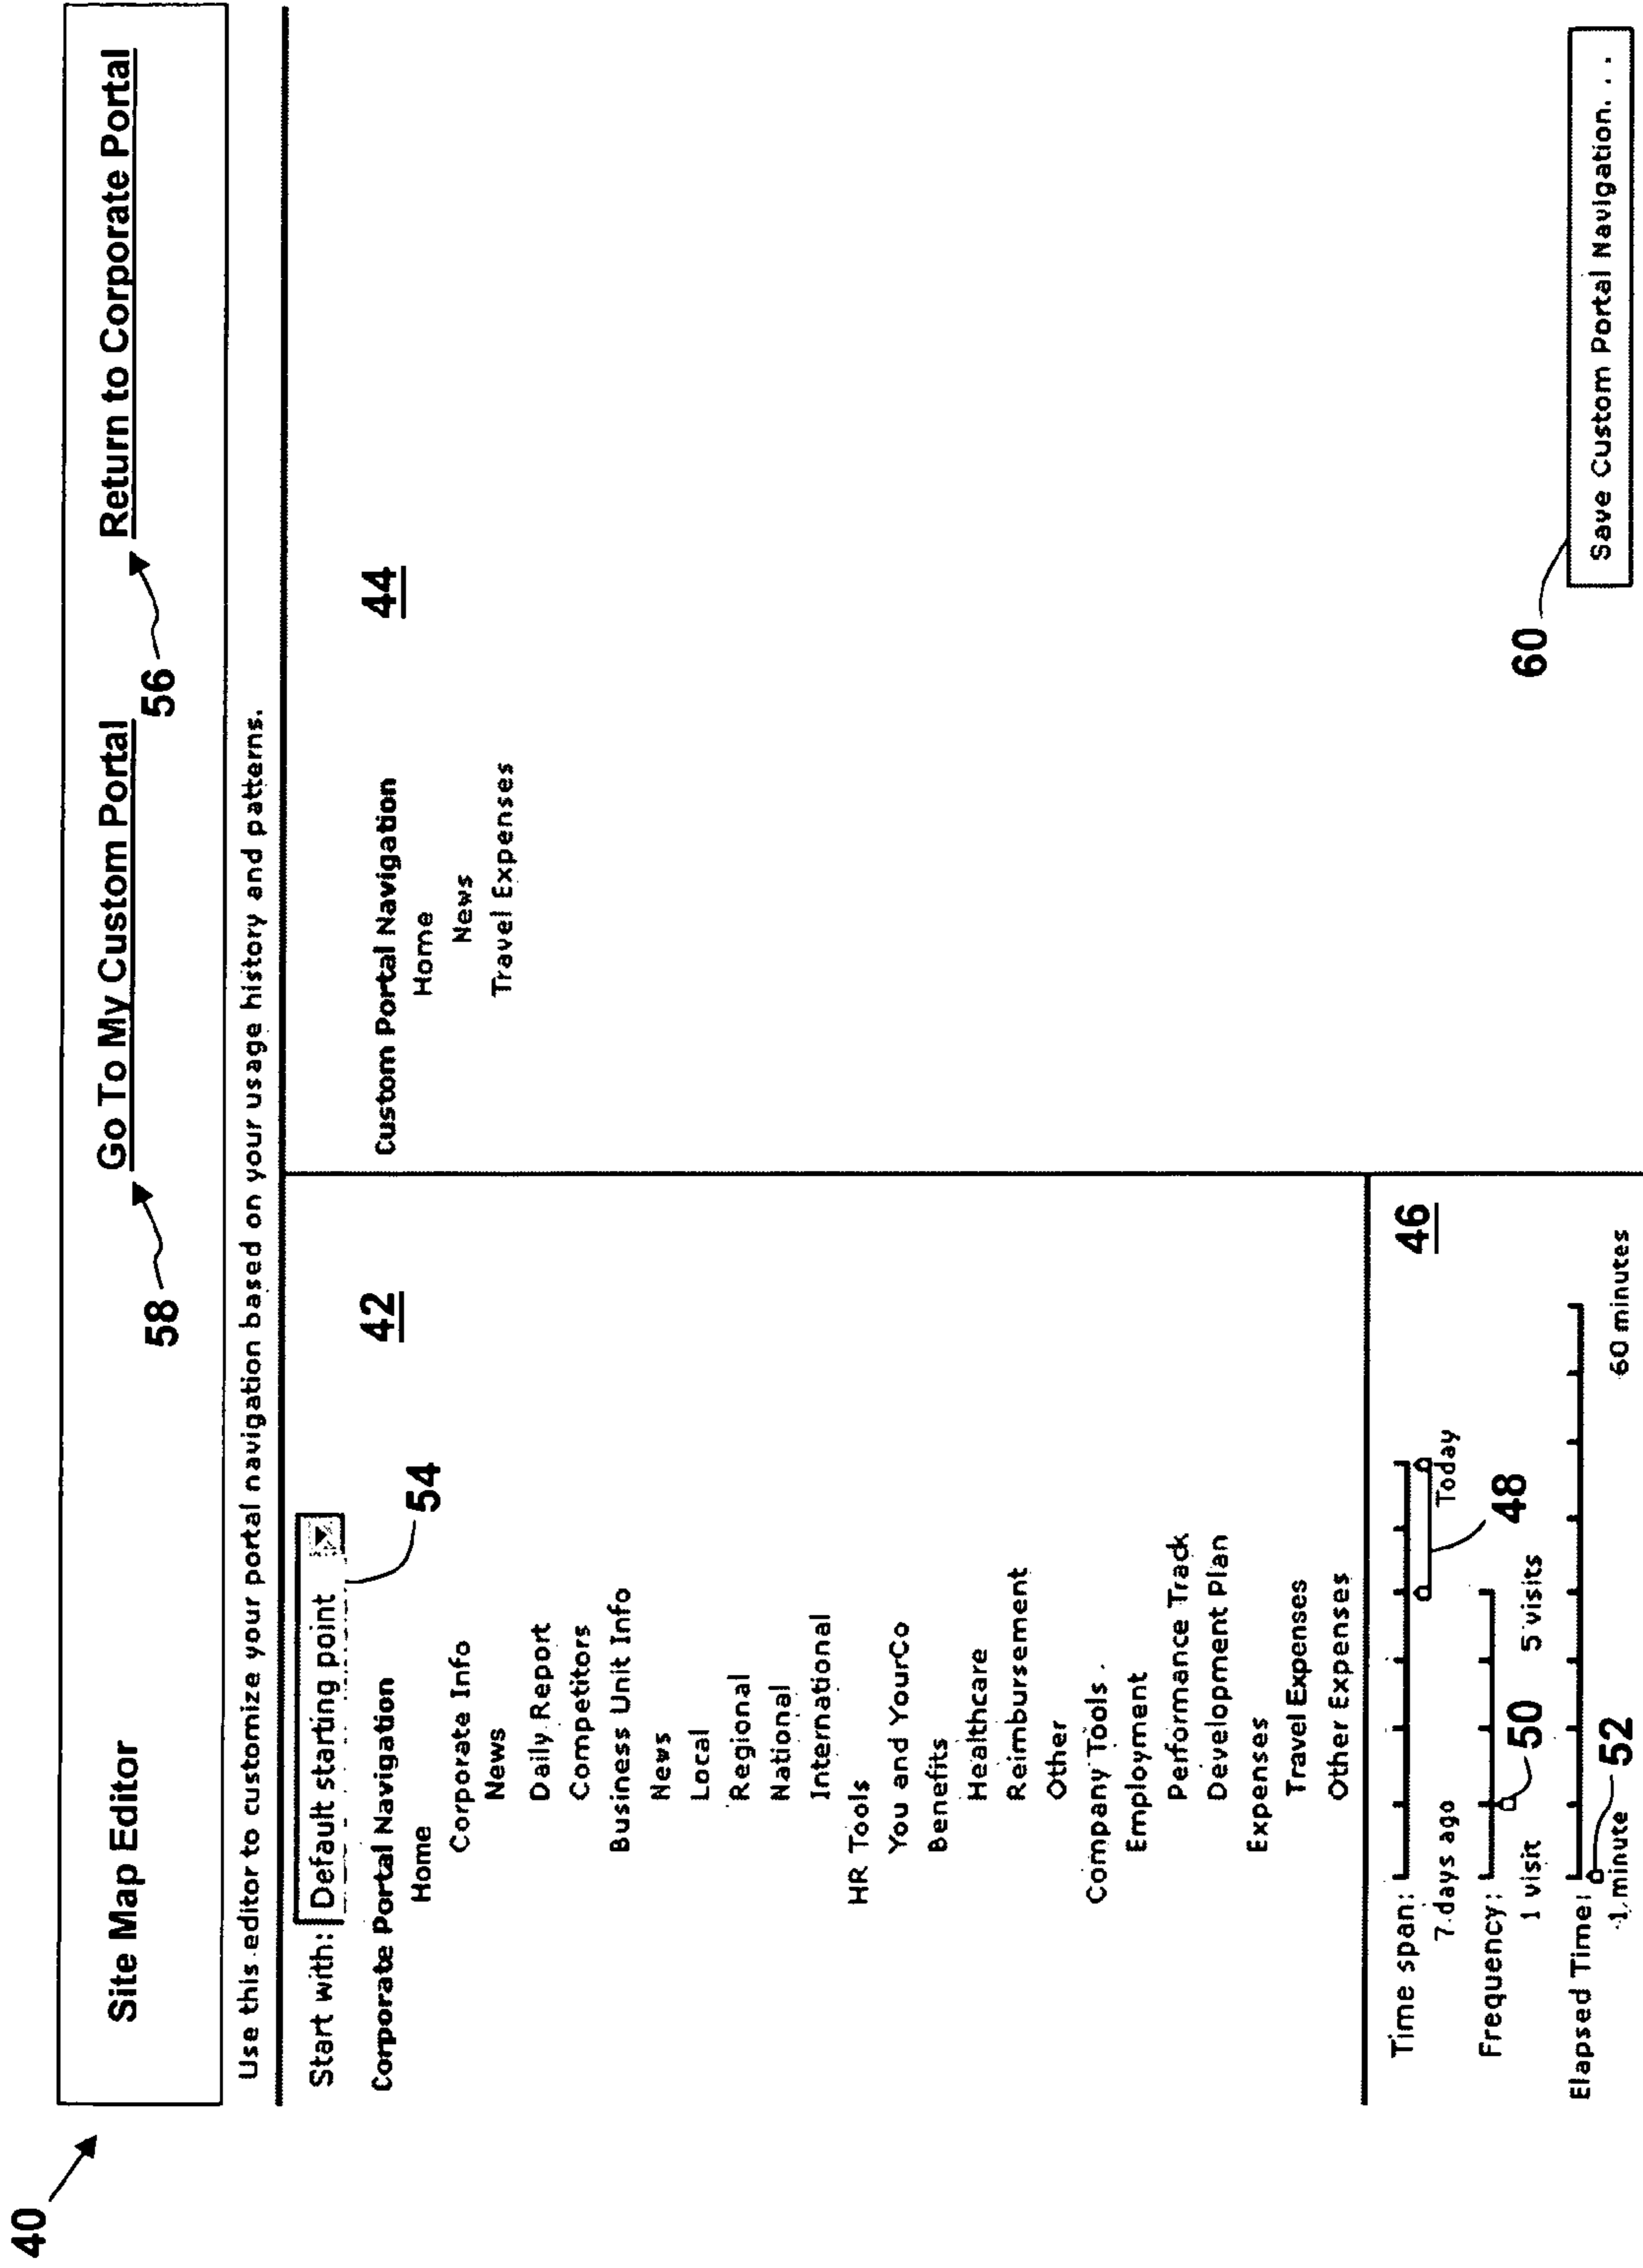 40
Site Map Editor
Go To My Custom Portal
Return to Corporate Portal
58
56
Use this editor to customize your portal navigation based on your usage history and patterns.
Start with: Default starting point
54
42
Corporate Portal Navigation
Home
Corporate Info
News
Daily Report
Competitors
Business Unit Info
News
Local
Regional
National
International
HR Tools
You and YourCo
Benefits
Healthcare
Reimbursement
Other
Company Tools
Employment
Performance Track
Development Plan
Expenses
Travel Expenses
Other Expenses
44
Custom Portal Navigation
Home
News
Travel Expenses
46
Time span:
7 days ago
Today
48
Frequency:
1 visit
5 visits
50
Elapsed Time:
1 minute
60 minutes
52
60
Save Custom Portal Navigation. . .